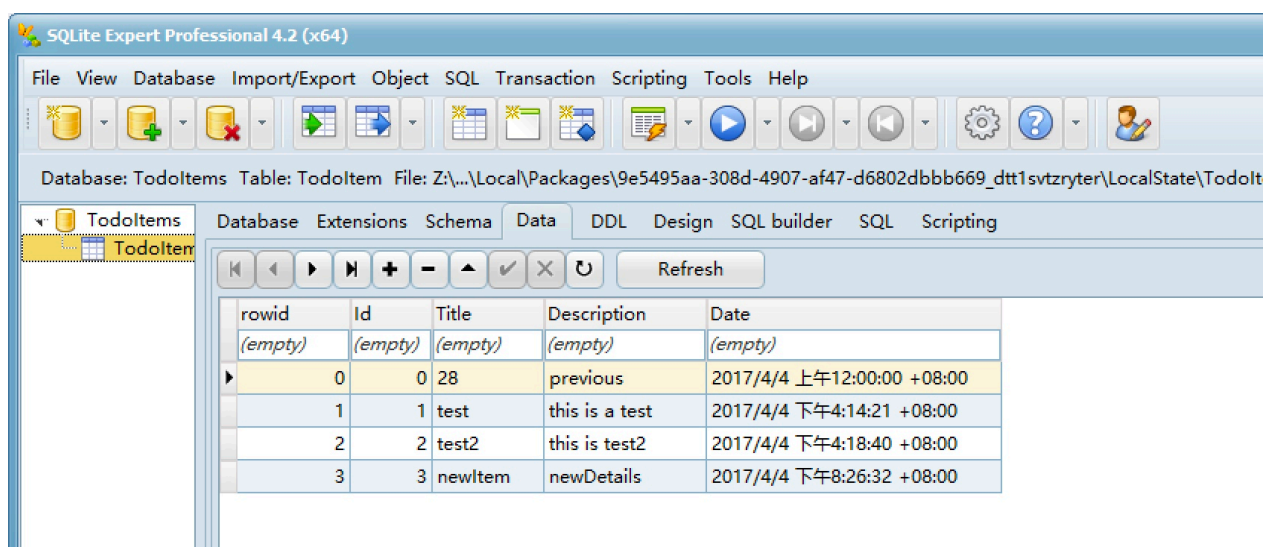 SQLite Expert Professional 4.2 (x64)
File View Database Import/Export Object SQL Transaction Scripting Tools Help
Database: TodoItems Table: TodoItem File: Z:\...\Local\Packages\9e5495aa-308d-4907-af47-d6802dbbb669_dtt1svtzryter\LocalState\TodoIt
TodoItems
TodoItem
Database Extensions Schema Data DDL Design SQL builder SQL Scripting
Refresh
rowid Id Title Description Date
(empty) (empty) (empty) (empty) (empty)
0 0 28 previous 2017/4/4 上午12:00:00 +08:00
1 1 test this is a test 2017/4/4 下午4:14:21 +08:00
2 2 test2 this is test2 2017/4/4 下午4:18:40 +08:00
3 3 newItem newDetails 2017/4/4 下午8:26:32 +08:00